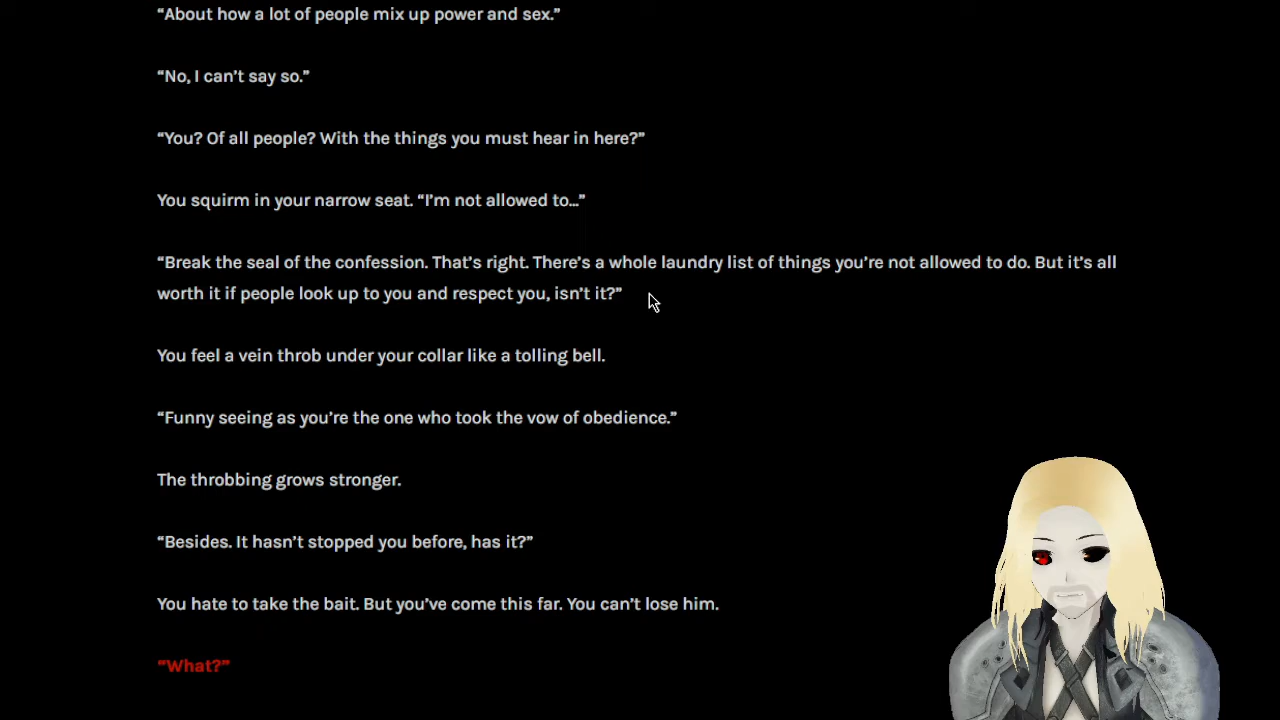 “About how a lot of people mix up power and sex.”
“No, I can’t say so.”
“You? Of all people? With the things you must hear in here?”
You squirm in your narrow seat. “I’m not allowed to…”
“Break the seal of the confession. That’s right. There’s a whole laundry list of things you’re not allowed to do. But it’s all
worth it if people look up to you and respect you, isn’t it?”
You feel a vein throb under your collar like a tolling bell.
“Funny seeing as you’re the one who took the vow of obedience.”
The throbbing grows stronger.
“Besides. It hasn’t stopped you before, has it?”
You hate to take the bait. But you’ve come this far. You can’t lose him.
“What?”